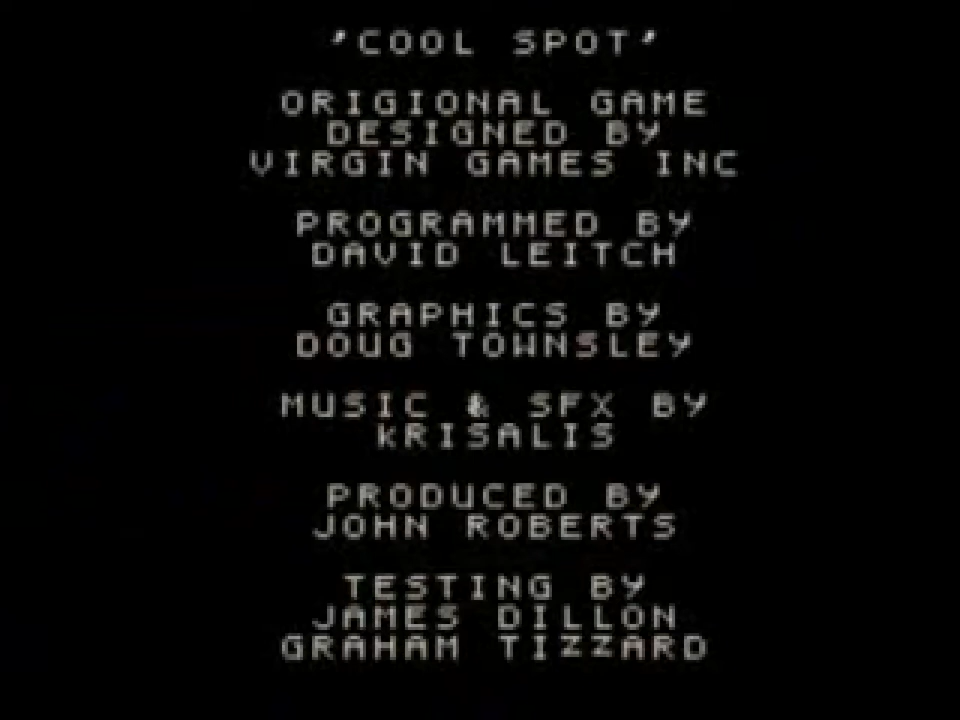 'COOL SPOT'
ORIGIONAL GAME
DESIGNED BY
VIRGIN GAMES INC
PROGRAMMED BY
DAVID LEITCH
GRAPHICS BY
DOUG TOWNSLEY
MUSIC & SFX BY
KRISALIS
PRODUCED BY
JOHN ROBERTS
TESTING BY
JAMES DILLON
GRAHAM TIZZARD